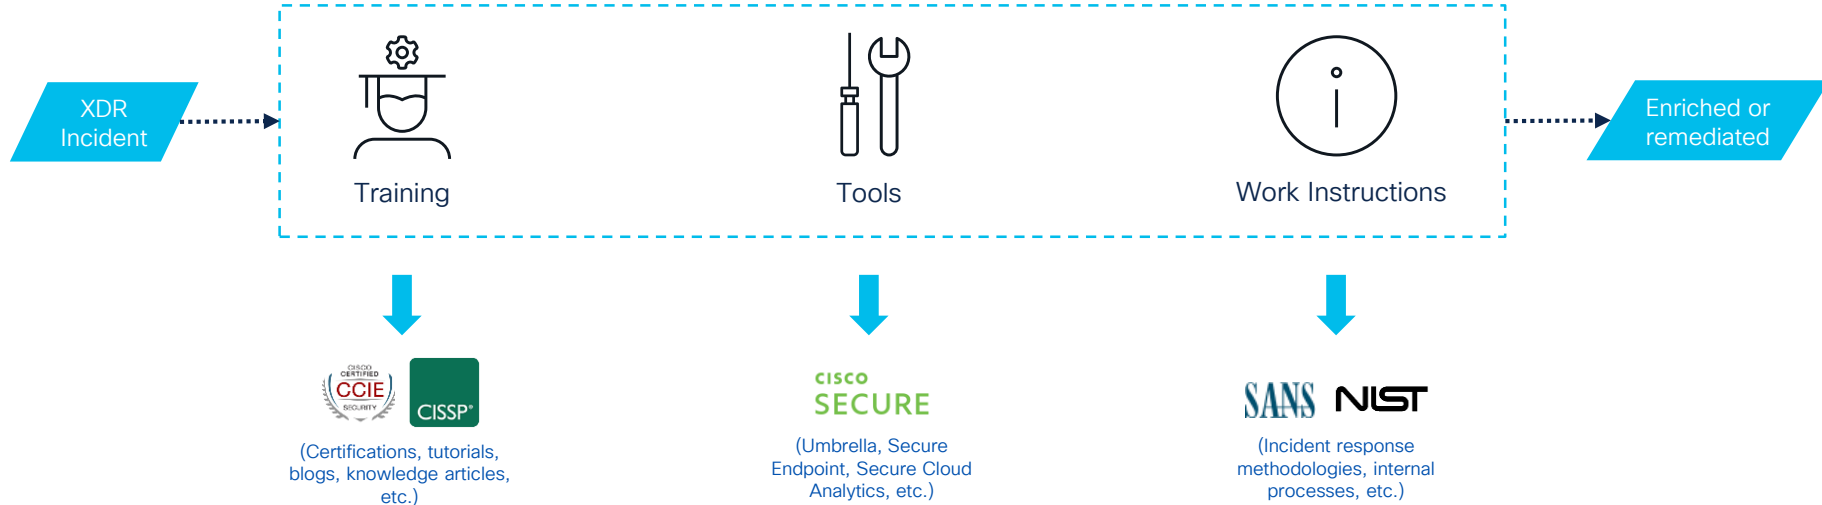 XDR
Incident
Training
Tools
Work Instructions
Enriched or
remediated
CISCO
CERTIFIED
CCIE
SECURITY
CISSP®
(Certifications, tutorials,
blogs, knowledge articles,
etc.)
CISCO
SECURE
(Umbrella, Secure
Endpoint, Secure Cloud
Analytics, etc.)
SANS
NIST
(Incident response
methodologies, internal
processes, etc.)